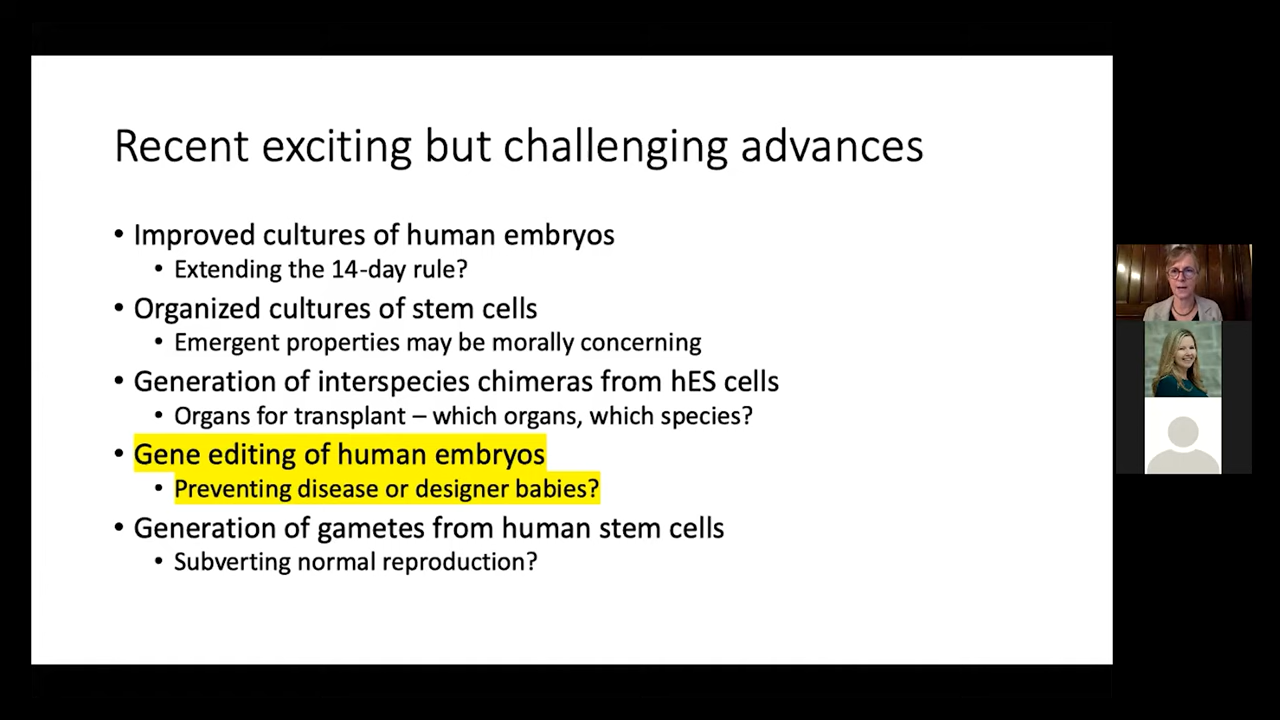 Recent exciting but challenging advances
• Improved cultures of human embryos
• Extending the 14-day rule?
• Organized cultures of stem cells
• Emergent properties may be morally concerning
• Generation of interspecies chimeras from hES cells
• Organs for transplant – which organs, which species?
• Gene editing of human embryos
• Preventing disease or designer babies?
• Generation of gametes from human stem cells
• Subverting normal reproduction?